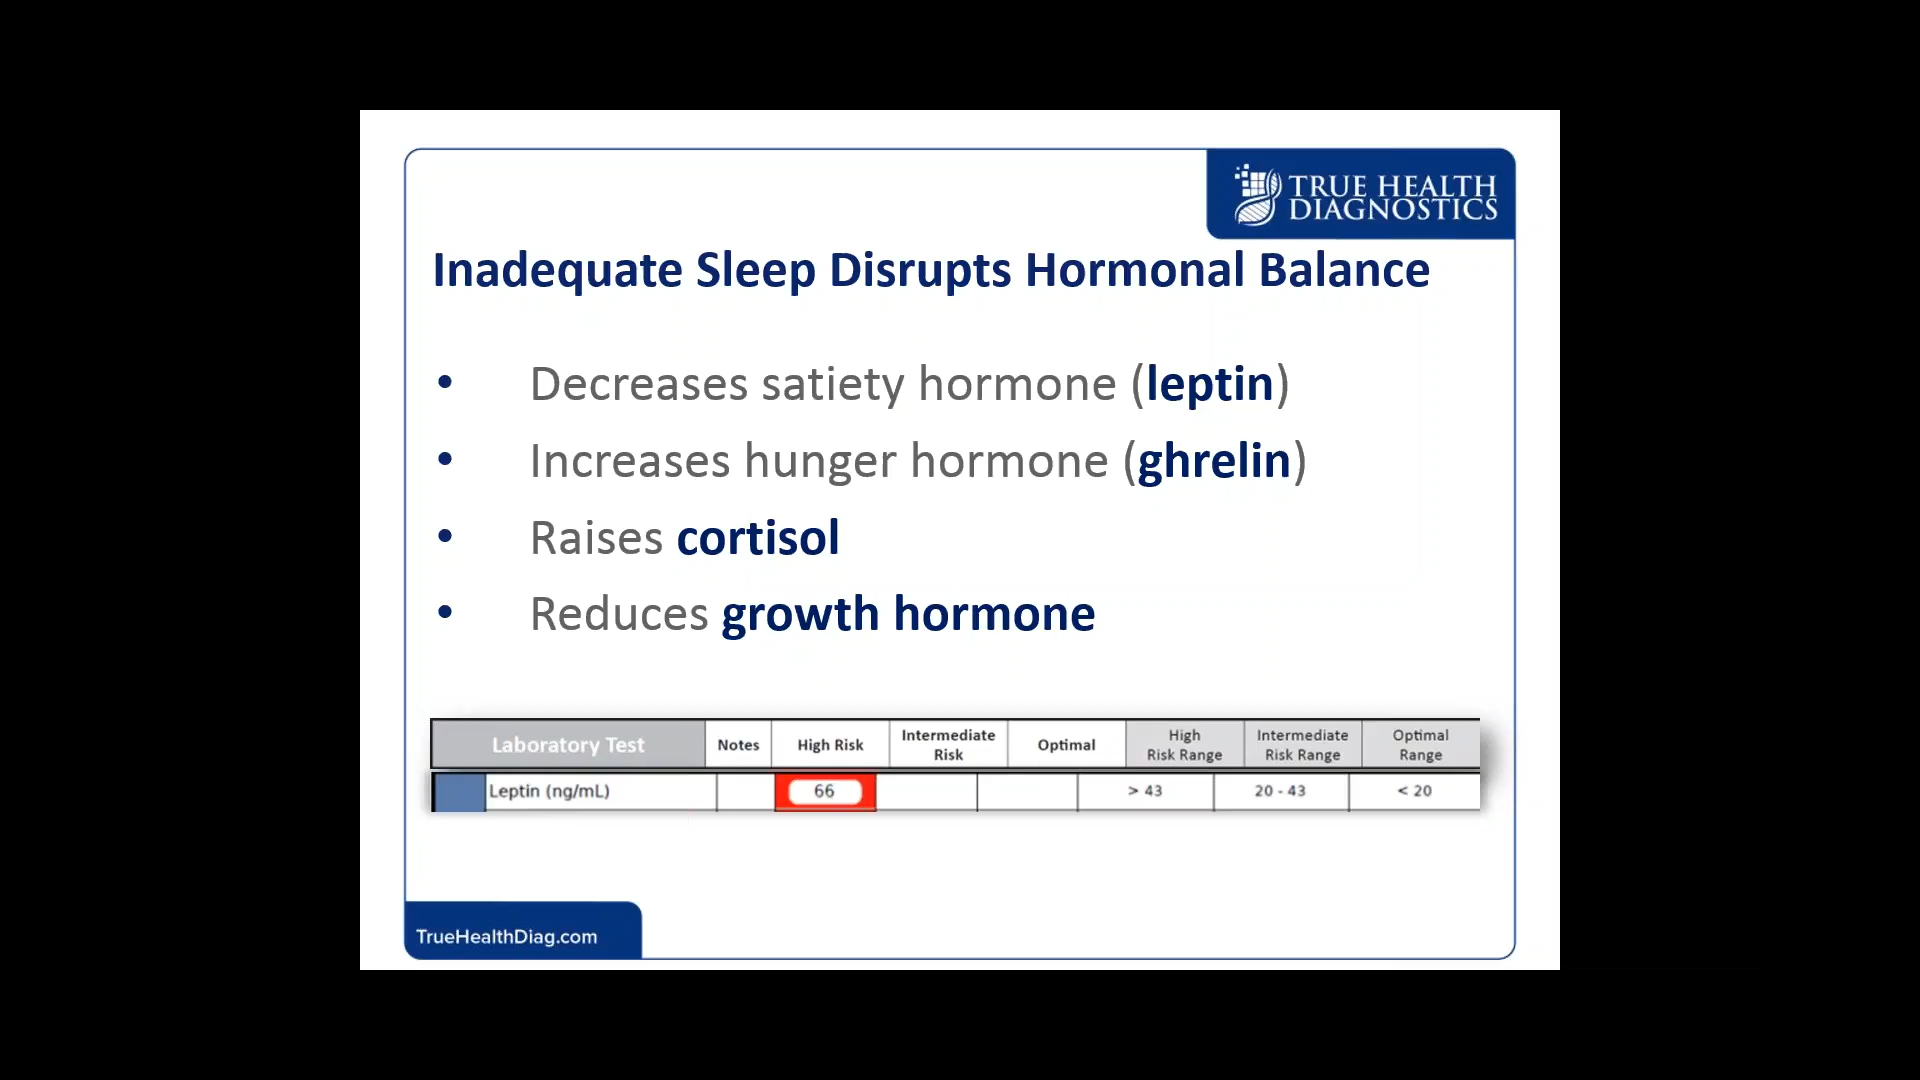 TRUE HEALTH
DIAGNOSTICS
Inadequate Sleep Disrupts Hormonal Balance
• Decreases satiety hormone (leptin)
• Increases hunger hormone (ghrelin)
• Raises cortisol
• Reduces growth hormone
Laboratory Test Notes High Risk Intermediate Risk Optimal High Risk Range Intermediate Risk Range Optimal Range
Leptin (ng/mL) 66 > 43 20 - 43 < 20
TrueHealthDiag.com